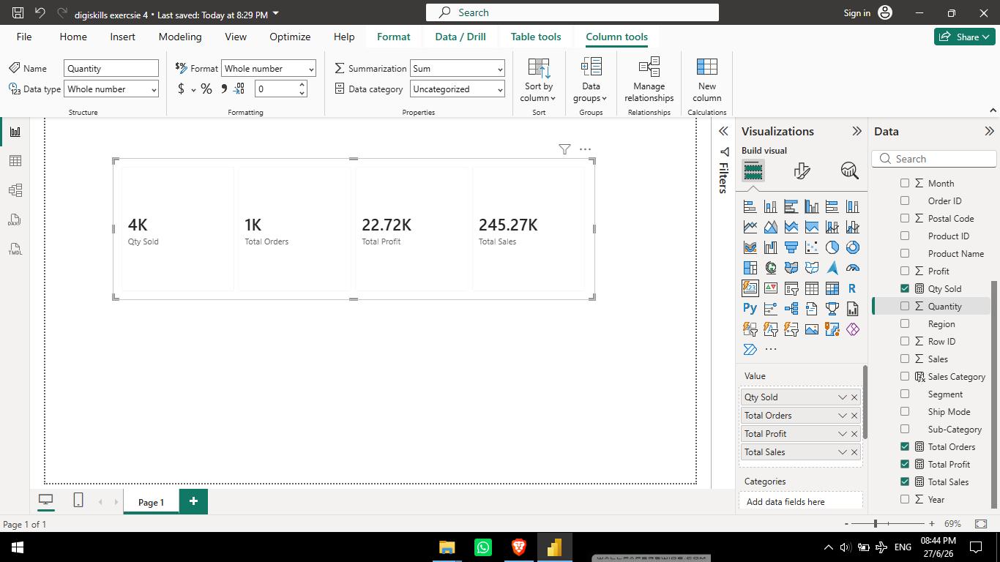 digiskills exercsie 4 • Last saved: Today at 8:29 PM
Search
Sign in
File Home Insert Modeling View Optimize Help Format Data / Drill Table tools Column tools
Share
Name Quantity
Data type Whole number
Structure
$% Format Whole number
$ % 9 .00 0
Formatting
Summarization Sum
Data category Uncategorized
Properties
Sort by column
Sort
Data groups
Groups
Manage relationships
Relationships
New column
Calculations
4K
Qty Sold
1K
Total Orders
22.72K
Total Profit
245.27K
Total Sales
Filters
Visualizations
Build visual
123
R
Py
Value
Qty Sold
Total Orders
Total Profit
Total Sales
Categories
Add data fields here
Data
Search
Month
Order ID
Postal Code
Product ID
Product Name
Profit
Qty Sold
Quantity
Region
Row ID
Sales
Sales Category
Segment
Ship Mode
Sub-Category
Total Orders
Total Profit
Total Sales
Year
DAX
TMDL
Page 1
+
Page 1 of 1
- + 69%
ENG
08:44 PM
27/6/26